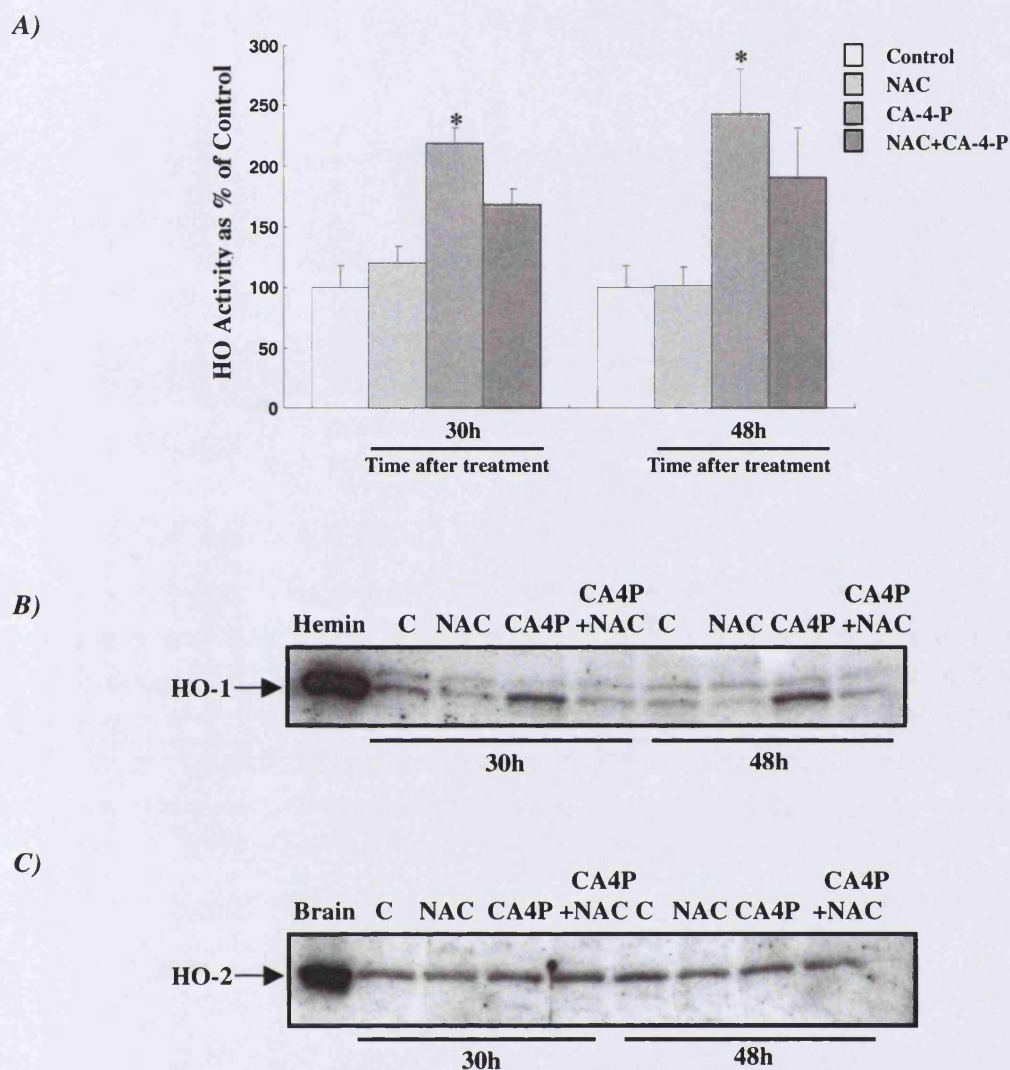 A)
300
250
200
150
100
50
0
HO Activity as % of Control
*
*
Control
NAC
CA-4-P
NAC+CA-4-P
30h
48h
Time after treatment
Time after treatment
B)
CA4P CA4P
Hemin C NAC CA4P +NAC C NAC CA4P +NAC
HO-1
30h 48h
C)
CA4P CA4P
Brain C NAC CA4P +NAC C NAC CA4P +NAC
HO-2
30h 48h